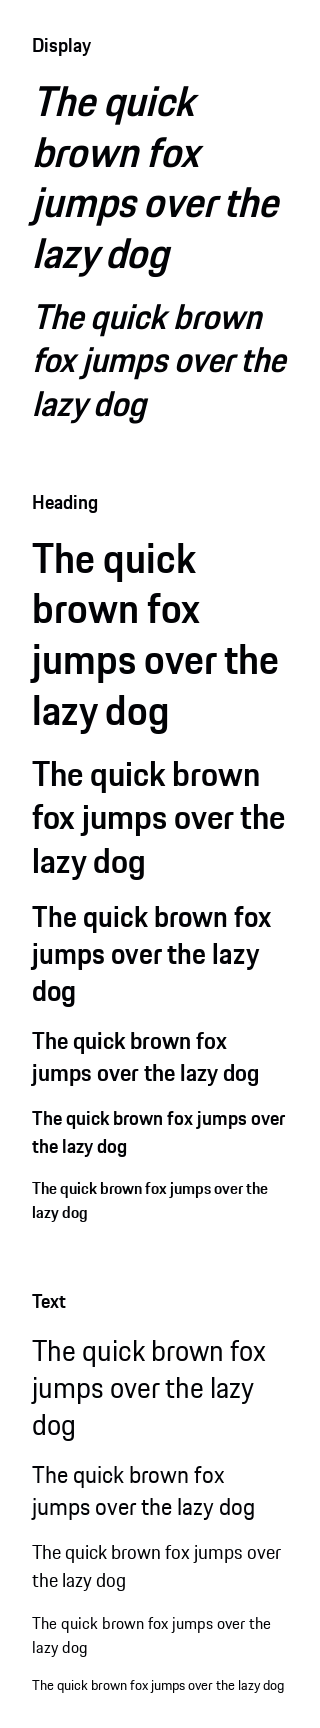 Display
The quick
brown fox
jumps over the
lazy dog
The quick brown
fox jumps over the
lazy dog
Heading
The quick
brown fox
jumps over the
lazy dog
The quick brown
fox jumps over the
lazy dog
The quick brown fox
jumps over the lazy
dog
The quick brown fox
jumps over the lazy dog
The quick brown fox jumps over
the lazy dog
The quick brown fox jumps over the
lazy dog
Text
The quick brown fox
jumps over the lazy
dog
The quick brown fox
jumps over the lazy dog
The quick brown fox jumps over
the lazy dog
The quick brown fox jumps over the
lazy dog
The quick brown fox jumps over the lazy dog